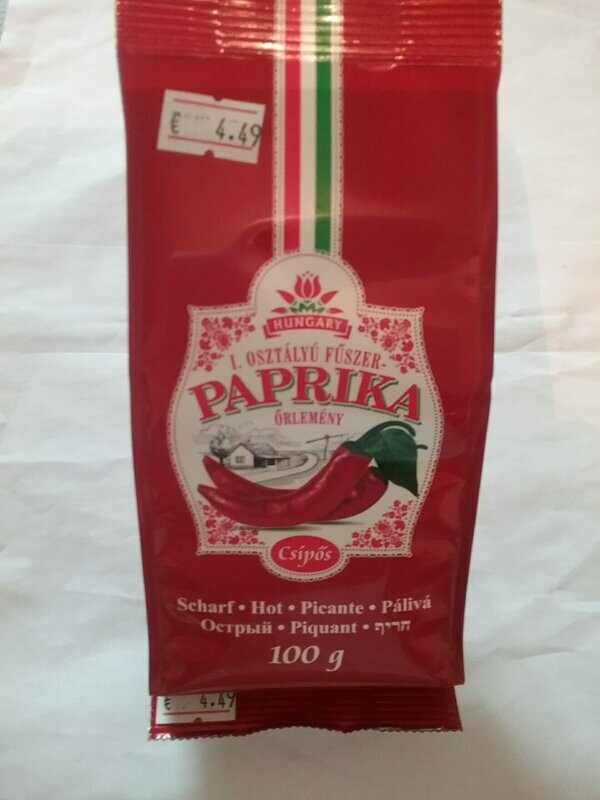 € 4.49
HUNGARY
I. OSZTÁLYÚ FŰSZER-
PAPRIKA
ŐRLEMÉNY
Csípős
Scharf • Hot • Picante • Pálivá
Острый • Piquant • חריף
100 g
€ 4.49